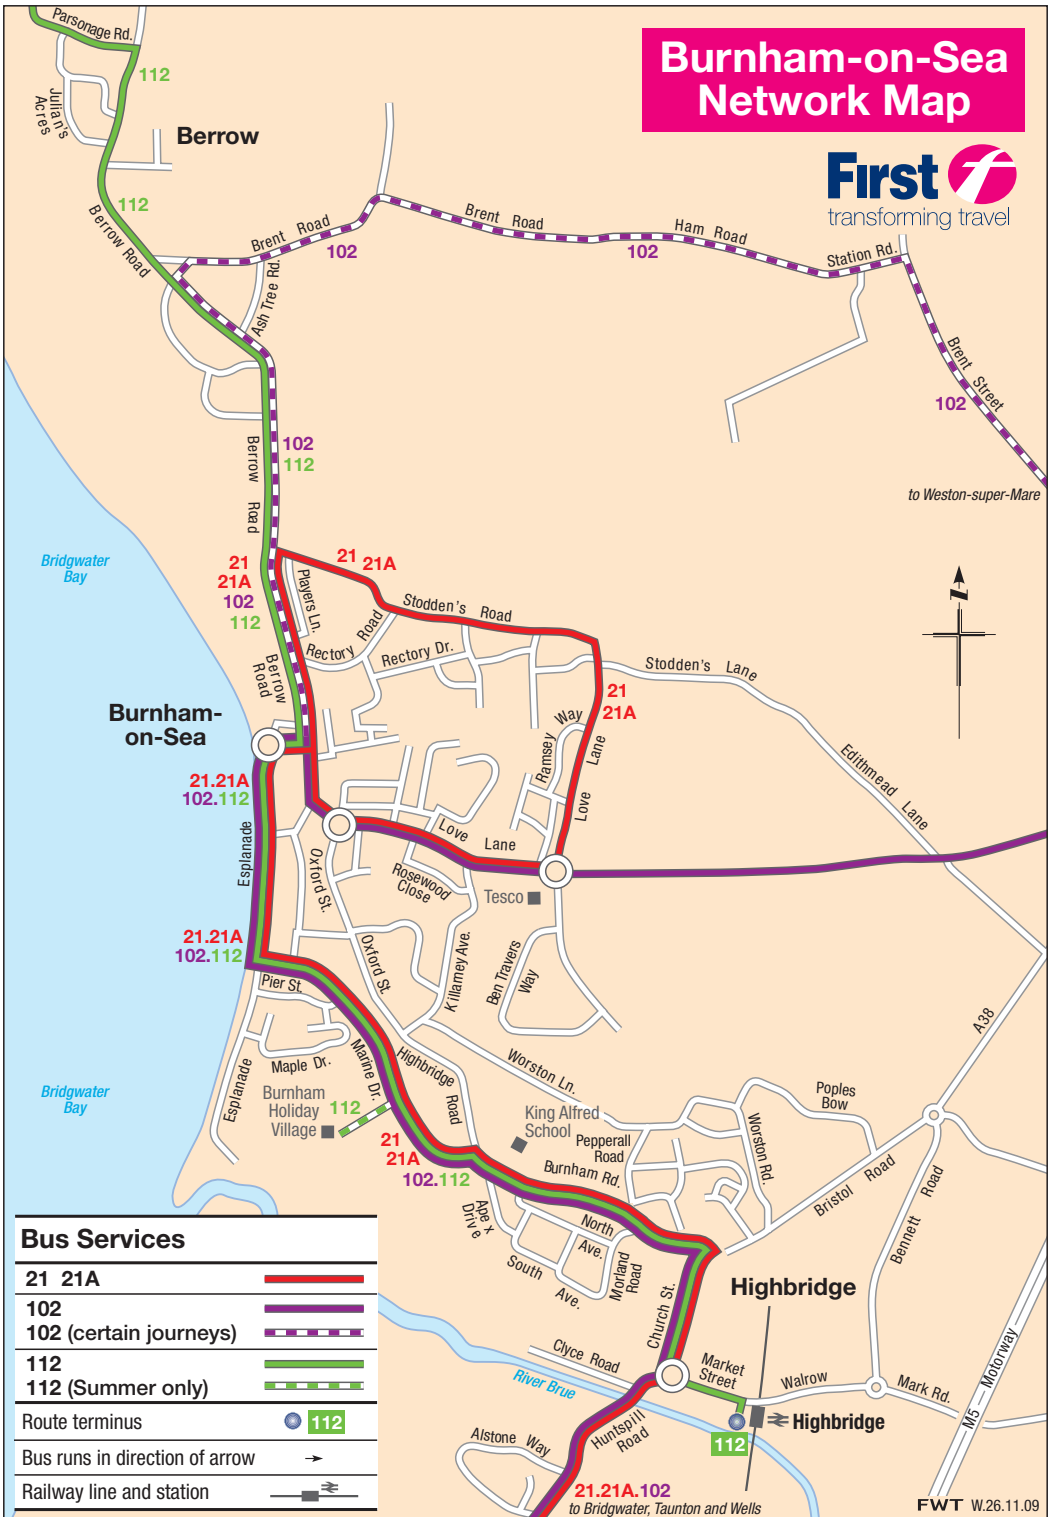 Parsonage Rd.
112
Julian's
Acres
Berrow
112
Berrow Road
Burnham-on-Sea
Network Map
First
transforming travel
Brent Road
102
Brent Road
102
Ham Road
Station Rd.
Ash Tree Rd.
Brent Street
102
to Weston-super-Mare
Berrow Road
102
112
Bridgwater
Bay
21
21A
102
112
21 21A
Players Ln.
Stodden's Road
Rectory Road
Rectory Dr.
Berrow
Road
Stodden's Lane
21
21A
Burnham-
on-Sea
Ramsey Way
Love Lane
Edithmead Lane
21.21A
102.112
Esplanade
Love Lane
Oxford St.
Rosewood
Close
Tesco
21.21A
102.112
Oxford St.
Killarney Ave.
Ben Travers
Way
Pier St.
A38
Maple Dr.
Marine Dr.
Highbridge Road
Worston Ln.
Esplanade
Bridgwater
Bay
Burnham
Holiday
Village
112
King Alfred
School
Pepperall
Road
Poples
Bow
Worston Rd.
21
21A
102.112
Burnham Rd.
Bristol Road
Bennett Road
Apex
Drive
North
Ave.
South
Ave.
Morland
Road
Highbridge
Church St.
Clyce Road
River Brue
Market
Street
Walrow
Mark Rd.
M5 Motorway
Highbridge
112
Huntspill
Road
Alstone Way
21.21A.102
to Bridgwater, Taunton and Wells
Bus Services
21 21A
102
102 (certain journeys)
112
112 (Summer only)
Route terminus 112
Bus runs in direction of arrow
Railway line and station
FWT W.26.11.09